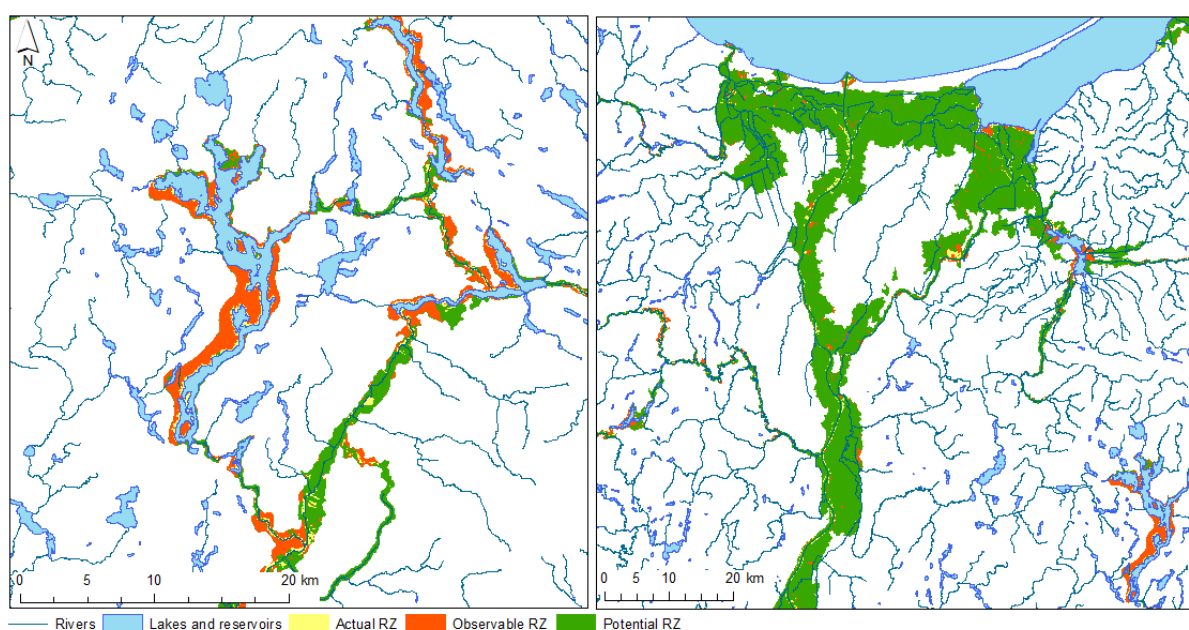 N
0 5 10 20 km
0 5 10 20 km
Rivers Lakes and reservoirs Actual RZ Observable RZ Potential RZ